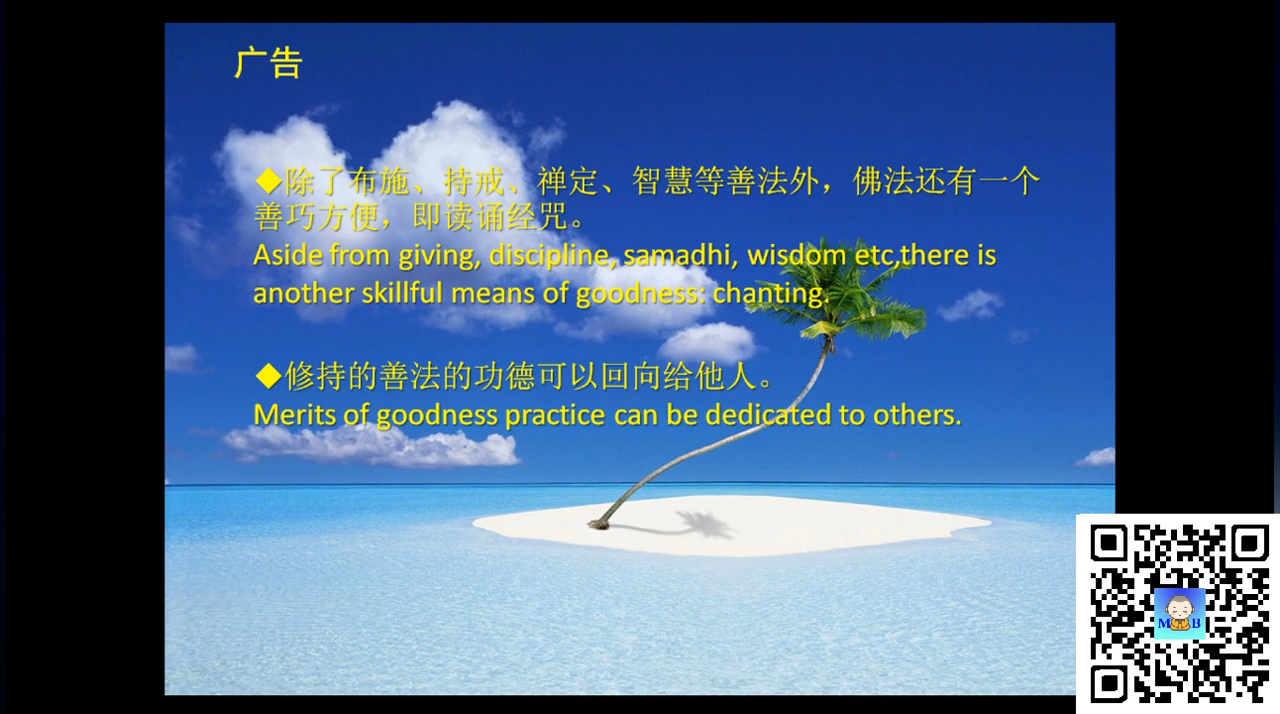 广告
◆除了布施、持戒、禅定、智慧等善法外，佛法还有一个
善巧方便，即读诵经咒。
Aside from giving, discipline, samadhi, wisdom etc,there is
another skillful means of goodness: chanting.
◆修持的善法的功德可以回向给他人。
Merits of goodness practice can be dedicated to others.
M B